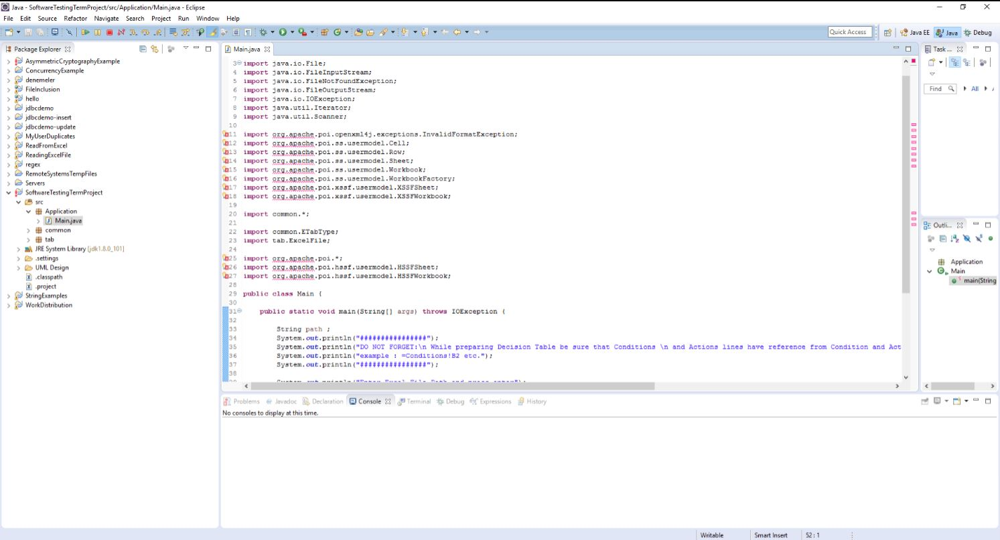 Java - SoftwareTestingTermProject/src/Application/Main.java - Eclipse
File Edit Source Refactor Navigate Search Project Run Window Help
Quick Access Java EE Java Debug
Package Explorer
AsymmetricCryptographyExample
ConcurrencyExample
denemeler
FileInclusion
hello
jdbcdemo
jdbcdemo-insert
jdbcdemo-update
MyUserDuplicates
ReadFromExcel
ReadingExcelFile
regex
RemoteSystemsTempFiles
Servers
SoftwareTestingTermProject
src
Application
Main.java
common
tab
JRE System Library [jdk1.8.0_101]
.settings
UML Design
.classpath
.project
StringExamples
WorkDistribution
Main.java
3 import java.io.File;
4 import java.io.FileInputStream;
5 import java.io.FileNotFoundException;
6 import java.io.FileOutputStream;
7 import java.io.IOException;
8 import java.util.Iterator;
9 import java.util.Scanner;
10
11 import org.apache.poi.openxml4j.exceptions.InvalidFormatException;
12 import org.apache.poi.ss.usermodel.Cell;
13 import org.apache.poi.ss.usermodel.Row;
14 import org.apache.poi.ss.usermodel.Sheet;
15 import org.apache.poi.ss.usermodel.Workbook;
16 import org.apache.poi.ss.usermodel.WorkbookFactory;
17 import org.apache.poi.xssf.usermodel.XSSFSheet;
18 import org.apache.poi.xssf.usermodel.XSSFWorkbook;
19
20 import common.*;
21
22 import common.ETabType;
23 import tab.ExcelFile;
24
25 import org.apache.poi.*;
26 import org.apache.poi.hssf.usermodel.HSSFSheet;
27 import org.apache.poi.hssf.usermodel.HSSFWorkbook;
28
29 public class Main {
30
31 public static void main(String[] args) throws IOException {
32
33 String path ;
34 System.out.println("################");
35 System.out.println("DO NOT FORGET:\n While preparing Decision Table be sure that Conditions \n and Actions lines have reference from Condition and Act
36 System.out.println("example : =Conditions!B2 etc.");
37 System.out.println("################");
38
Task ...
Find All
Outli...
Application
Main
main(String
Problems Javadoc Declaration Console Terminal Debug Expressions History
No consoles to display at this time.
Writable Smart Insert 52 : 1